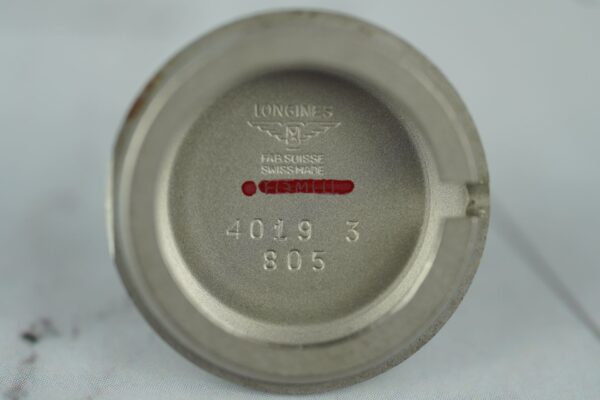 LONGINES
FAB.SUISSE
SWISS MADE
4019 3
805